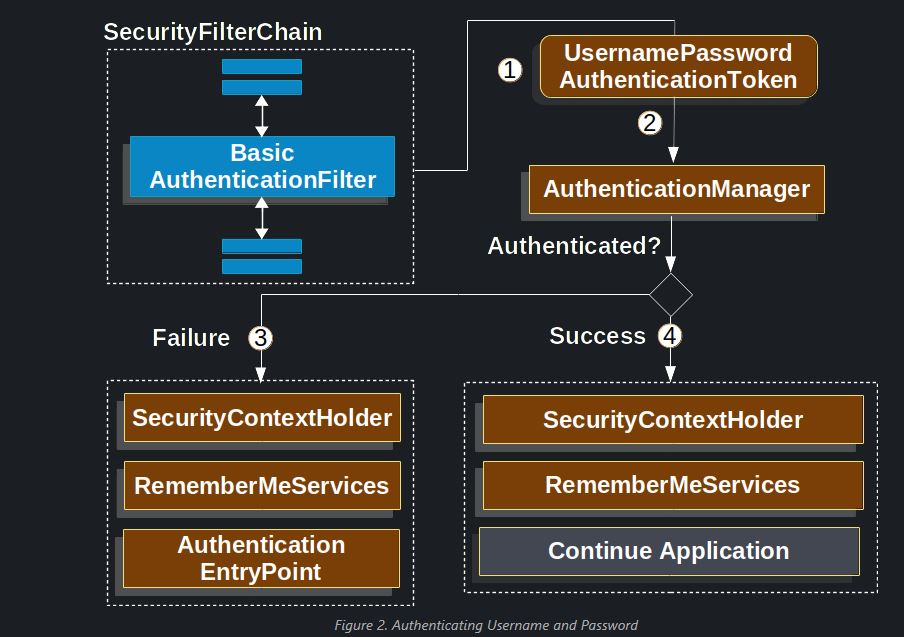 SecurityFilterChain
Basic
AuthenticationFilter
1
UsernamePassword
AuthenticationToken
2
AuthenticationManager
Authenticated?
Failure
3
Success
4
SecurityContextHolder
RememberMeServices
Authentication
EntryPoint
SecurityContextHolder
RememberMeServices
Continue Application
Figure 2. Authenticating Username and Password